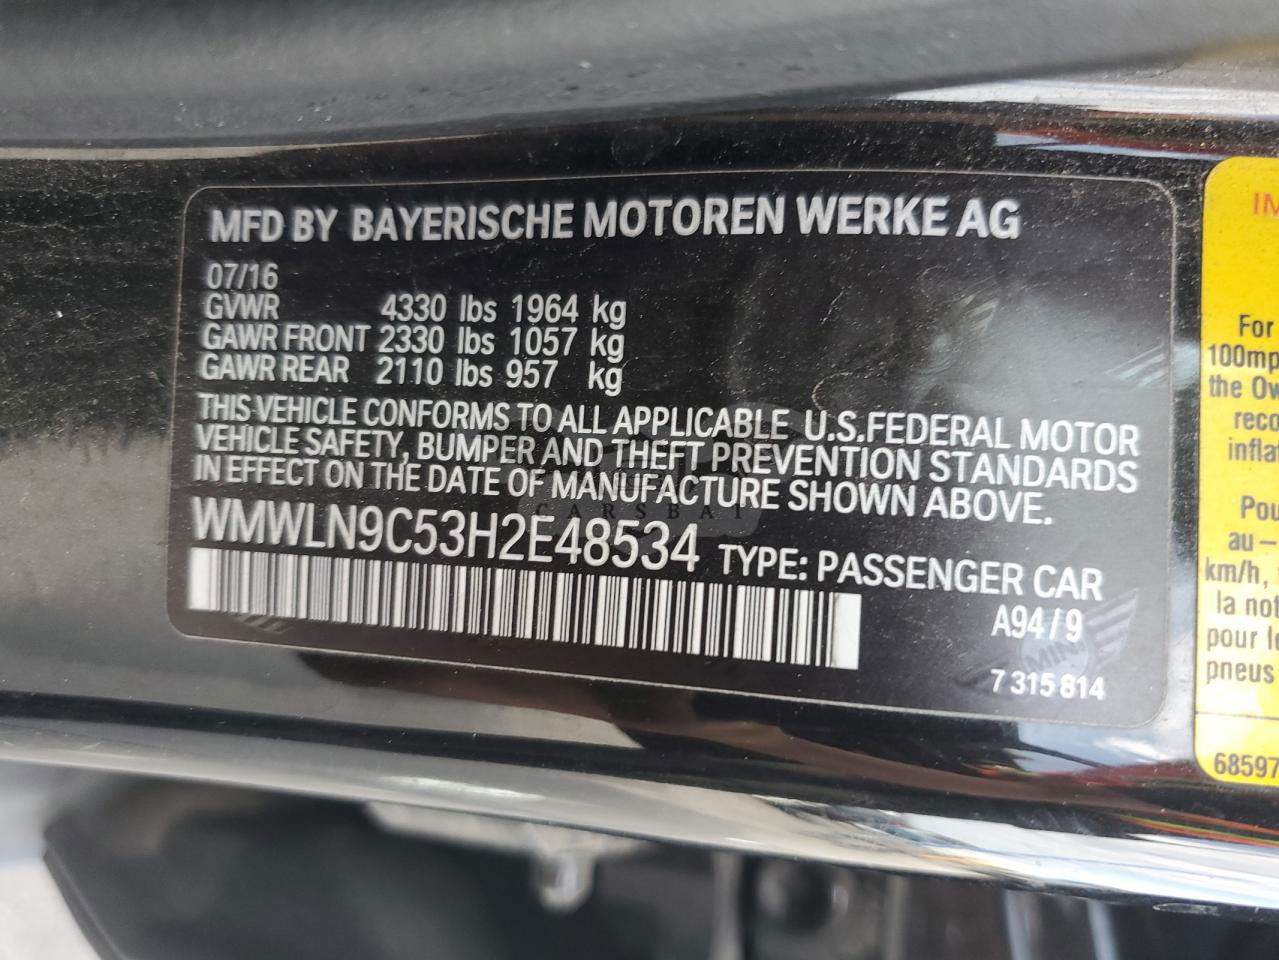 MFD BY BAYERISCHE MOTOREN WERKE AG
07/16
GVWR 4330 lbs 1964 kg
GAWR FRONT 2330 lbs 1057 kg
GAWR REAR 2110 lbs 957 kg
THIS VEHICLE CONFORMS TO ALL APPLICABLE U.S.FEDERAL MOTOR
VEHICLE SAFETY, BUMPER AND THEFT PREVENTION STANDARDS
IN EFFECT ON THE DATE OF MANUFACTURE SHOWN ABOVE.
CARSBAT
WMWLN9C53H2E48534 TYPE: PASSENGER CAR
A94/9
MINI
7 315 814
IM
For
100mp
the Ow
reco
infla
Pou
au –
km/h,
la not
pour l
pneus
68597